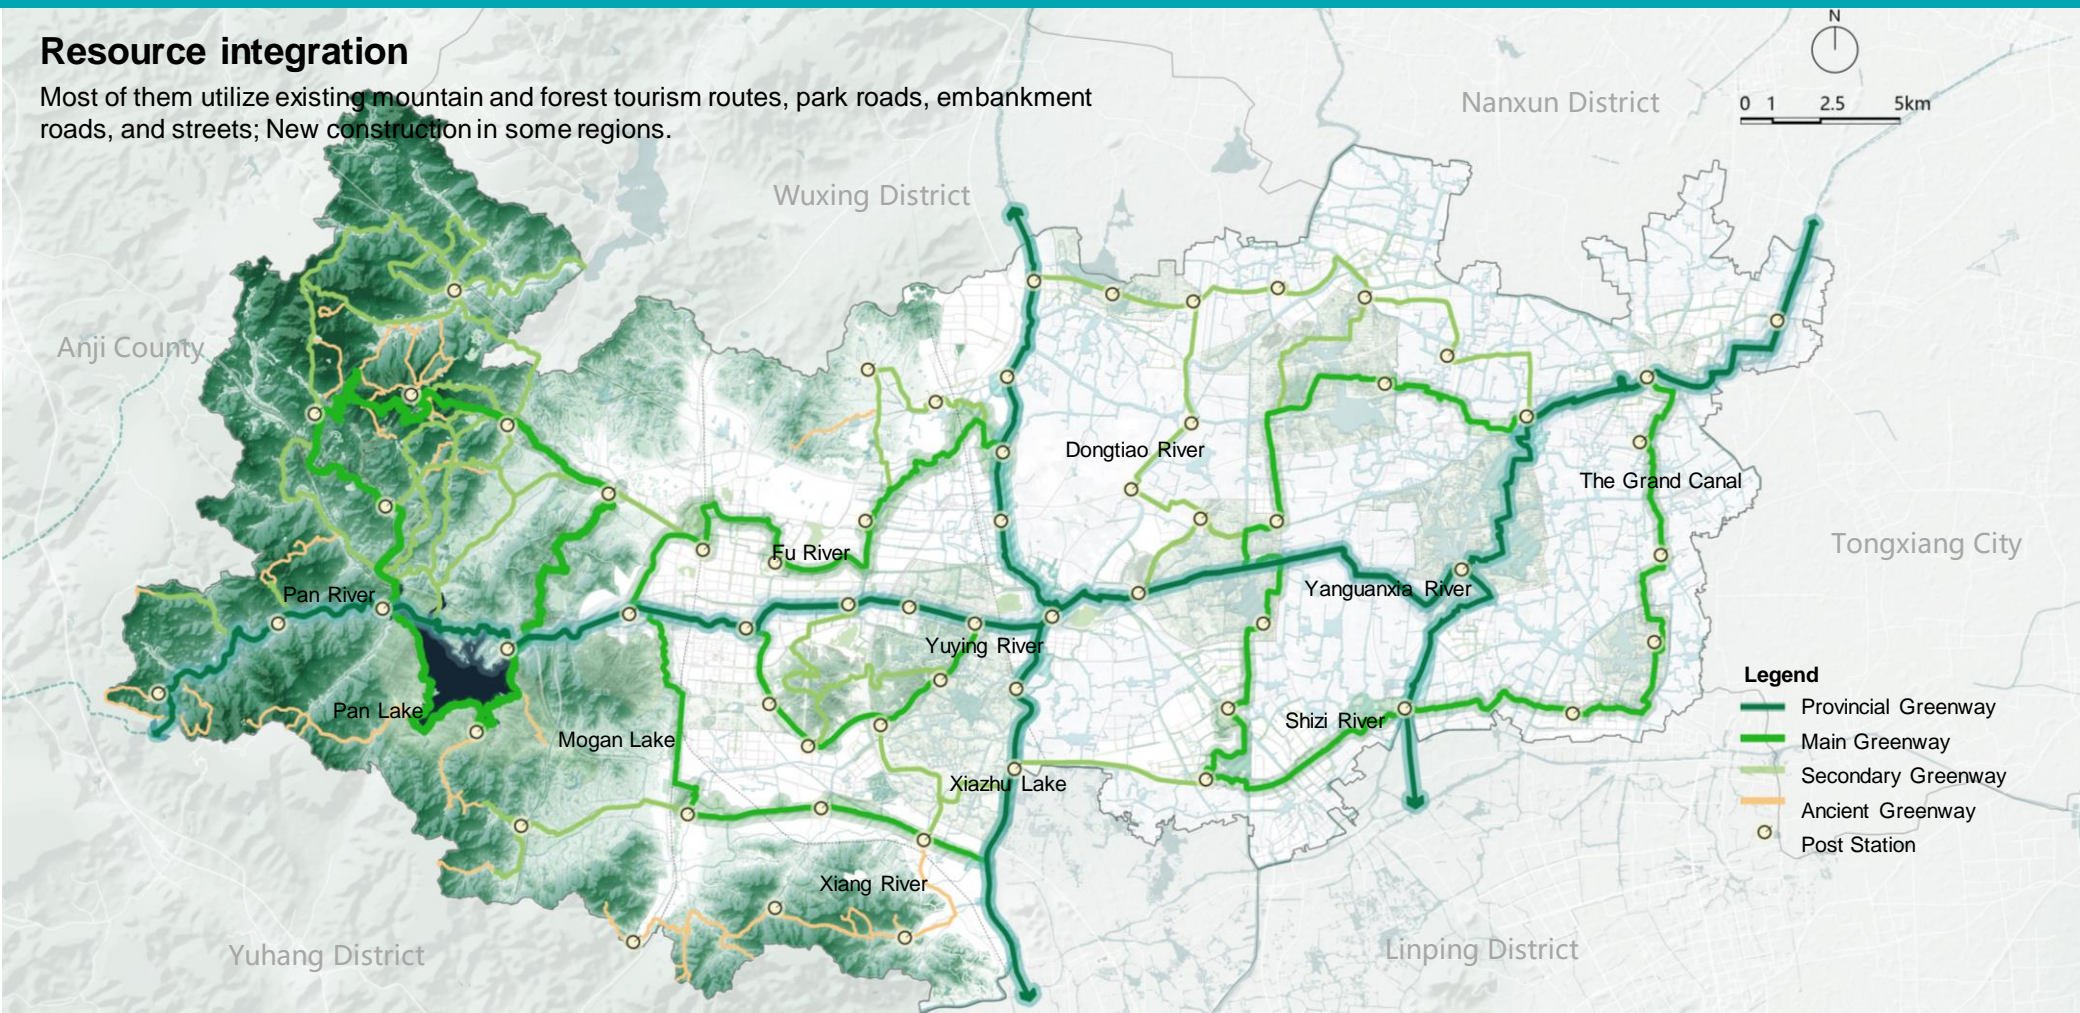 Resource integration
Most of them utilize existing mountain and forest tourism routes, park roads, embankment
roads, and streets; New construction in some regions.
N
0 1 2.5 5km
Nanxun District
Wuxing District
Anji County
Dongtiao River
The Grand Canal
Tongxiang City
Fu River
Pan River
Yanguanxia River
Yuying River
Pan Lake
Mogan Lake
Shizi River
Xiazhu Lake
Xiang River
Yuhang District
Linping District
Legend
Provincial Greenway
Main Greenway
Secondary Greenway
Ancient Greenway
Post Station